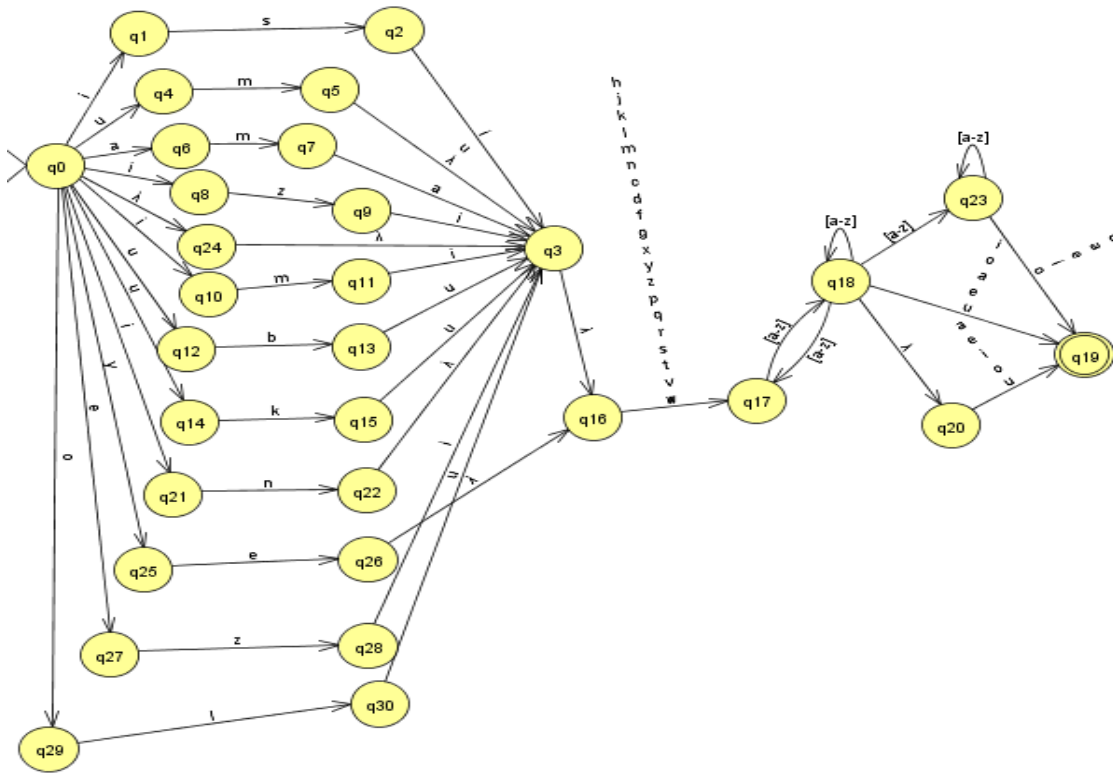 q1
s
q2
i
i
u
q4
m
q5
u
λ
a
q6
m
q7
a
q0
i
q8
z
q9
i
λ
q24
λ
q3
i
q10
m
q11
i
u
q12
b
q13
u
u
q14
k
q15
u
i
q21
n
q22
λ
y
q25
e
q26
λ
e
q27
z
q28
i
o
q29
l
q30
u
λ
q16
h
j
k
l
m
n
c
d
f
g
x
y
z
p
q
r
s
t
v
w
q17
[a-z]
[a-z]
[a-z]
q18
[a-z]
[a-z]
q23
i
o
a
e
u
λ
q20
a
e
i
o
u
q19